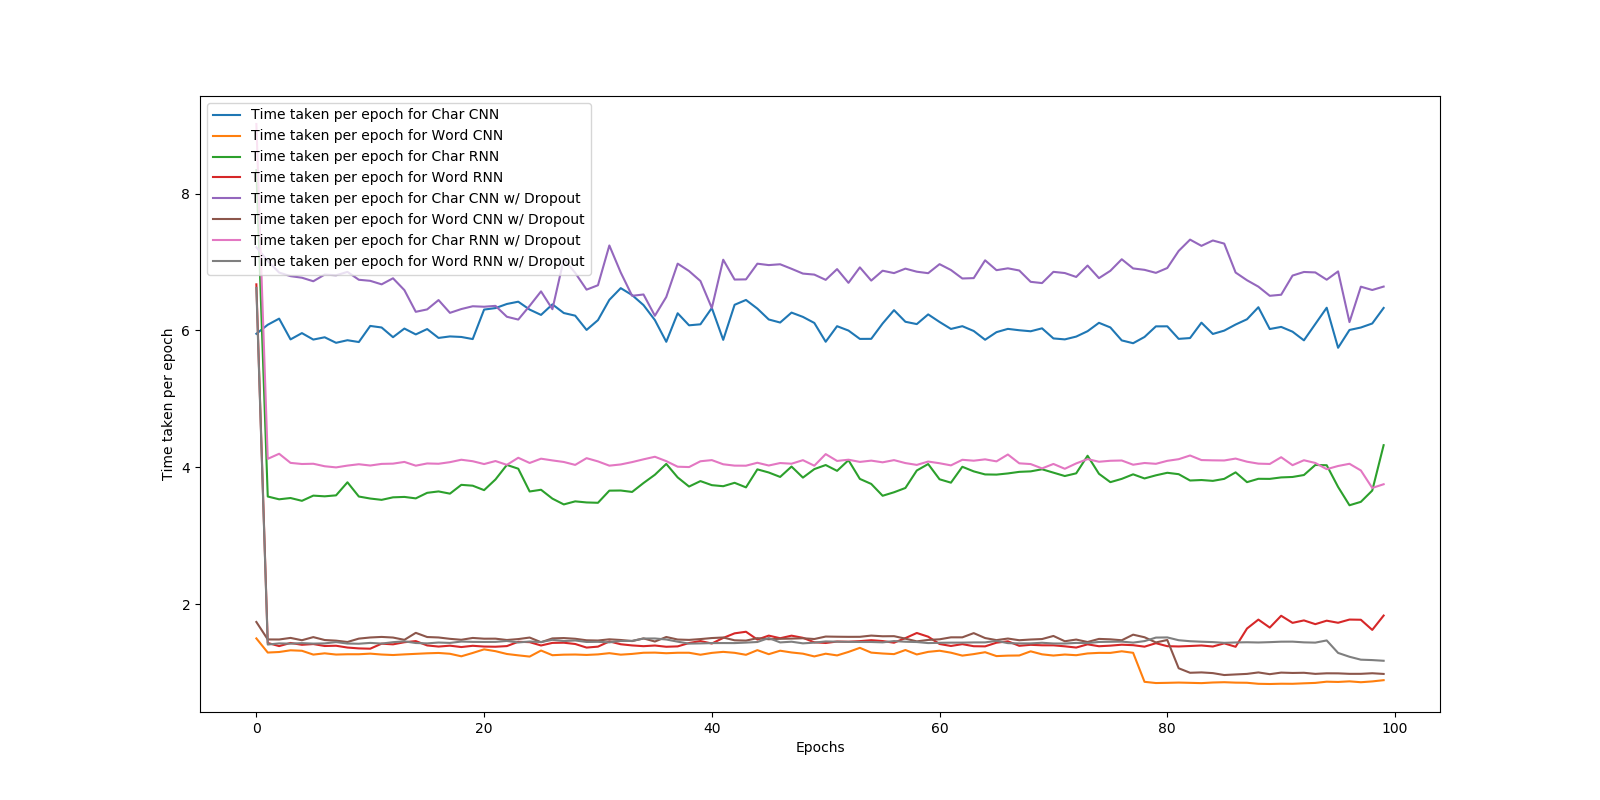 Time taken per epoch for Char CNN
Time taken per epoch for Word CNN
Time taken per epoch for Char RNN
Time taken per epoch for Word RNN
Time taken per epoch for Char CNN w/ Dropout
Time taken per epoch for Word CNN w/ Dropout
Time taken per epoch for Char RNN w/ Dropout
Time taken per epoch for Word RNN w/ Dropout
8
6
4
2
Time taken per epoch
0 20 40 60 80 100
Epochs